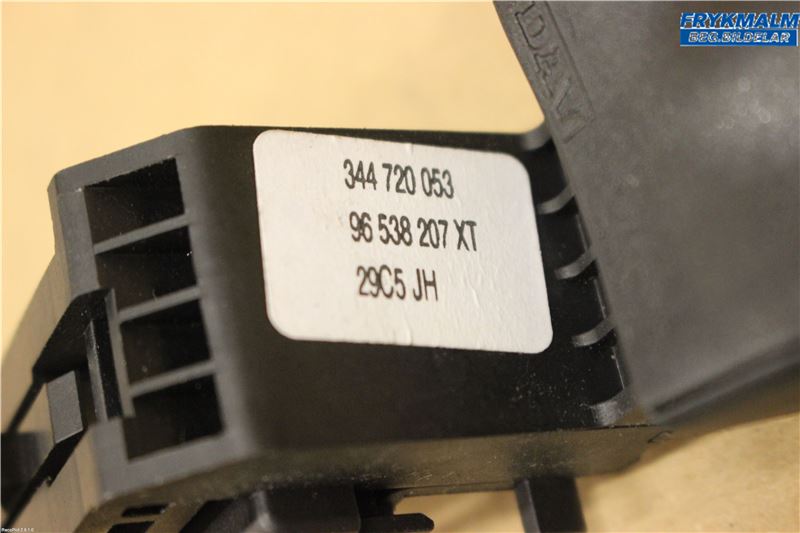 FRYKMALM
BEG.BILDELAR
344 720 053
96 538 207 XT
29C5 JH